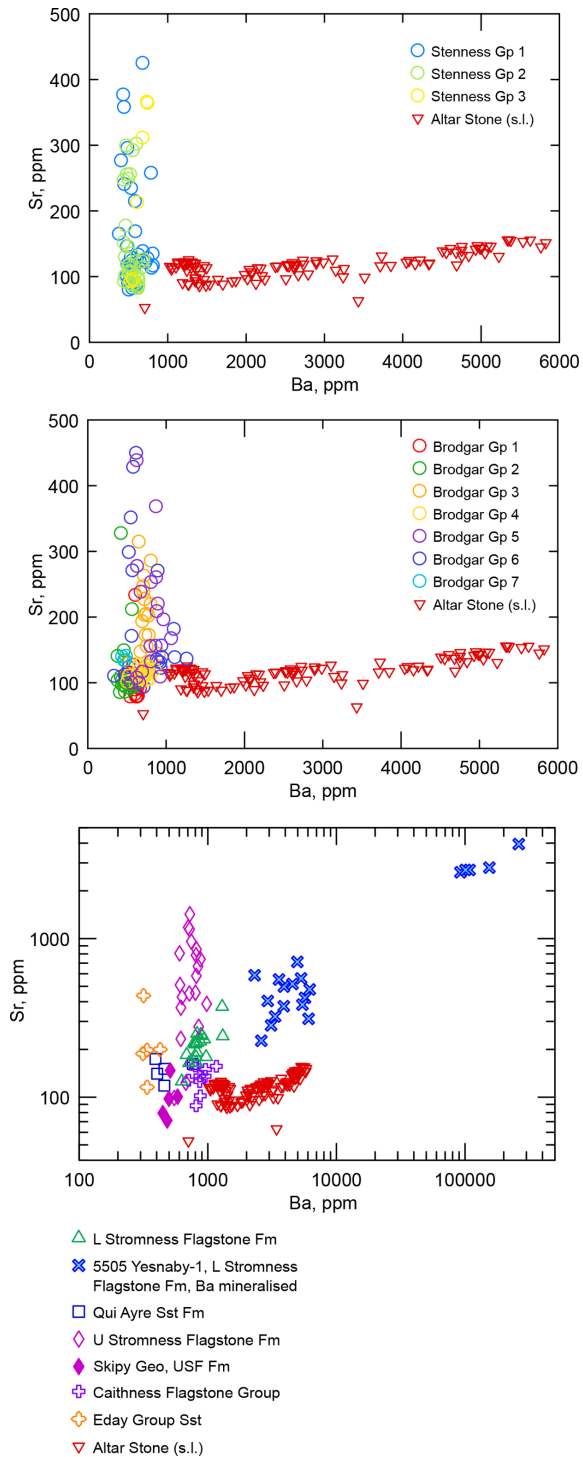 500
400
300
200
100
0
Sr, ppm
0 1000 2000 3000 4000 5000 6000
Ba, ppm
Stenness Gp 1
Stenness Gp 2
Stenness Gp 3
Altar Stone (s.l.)
500
400
300
200
100
0
Sr, ppm
0 1000 2000 3000 4000 5000 6000
Ba, ppm
Brodgar Gp 1
Brodgar Gp 2
Brodgar Gp 3
Brodgar Gp 4
Brodgar Gp 5
Brodgar Gp 6
Brodgar Gp 7
Altar Stone (s.l.)
1000
100
Sr, ppm
100 1000 10000 100000
Ba, ppm
L Stromness Flagstone Fm
5505 Yesnaby-1, L Stromness
Flagstone Fm, Ba mineralised
Qui Ayre Sst Fm
U Stromness Flagstone Fm
Skipy Geo, USF Fm
Caithness Flagstone Group
Eday Group Sst
Altar Stone (s.l.)